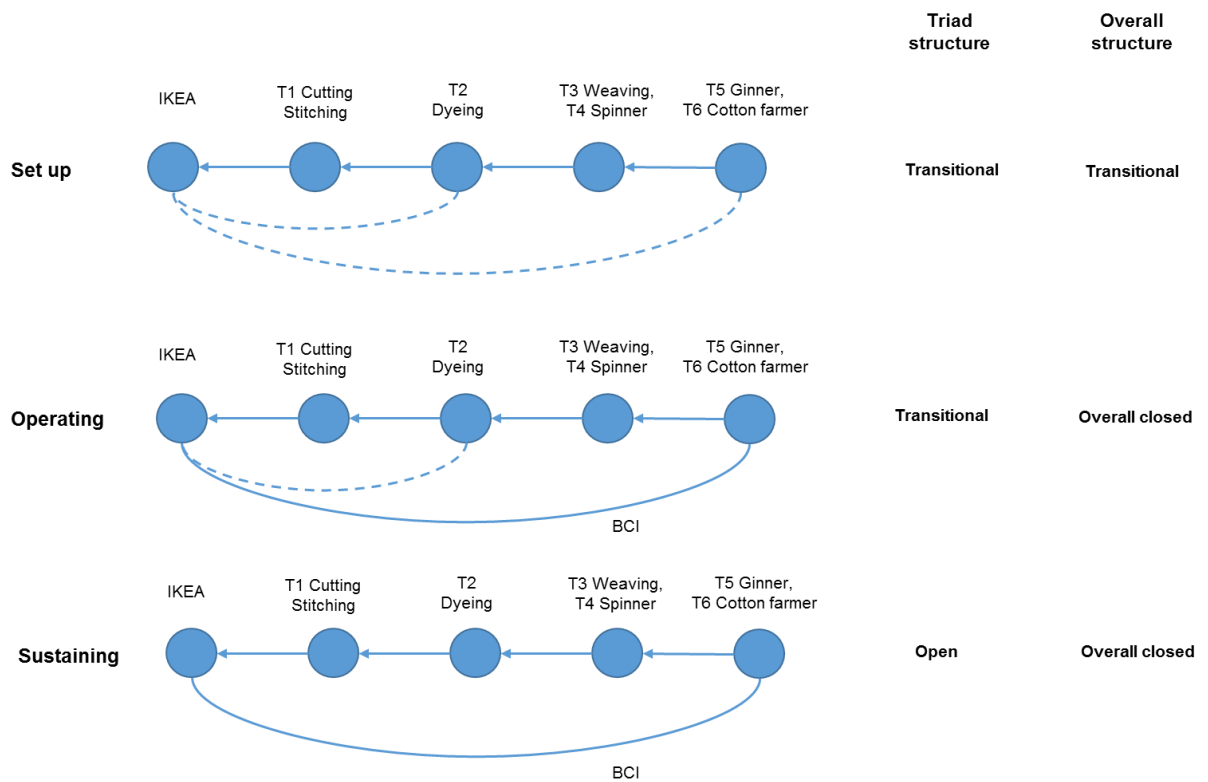 Triad
structure
Overall
structure
IKEA
T1 Cutting
Stitching
T2
Dyeing
T3 Weaving,
T4 Spinner
T5 Ginner,
T6 Cotton farmer
Set up
Transitional
Transitional
IKEA
T1 Cutting
Stitching
T2
Dyeing
T3 Weaving,
T4 Spinner
T5 Ginner,
T6 Cotton farmer
Operating
Transitional
Overall closed
BCI
IKEA
T1 Cutting
Stitching
T2
Dyeing
T3 Weaving,
T4 Spinner
T5 Ginner,
T6 Cotton farmer
Sustaining
Open
Overall closed
BCI